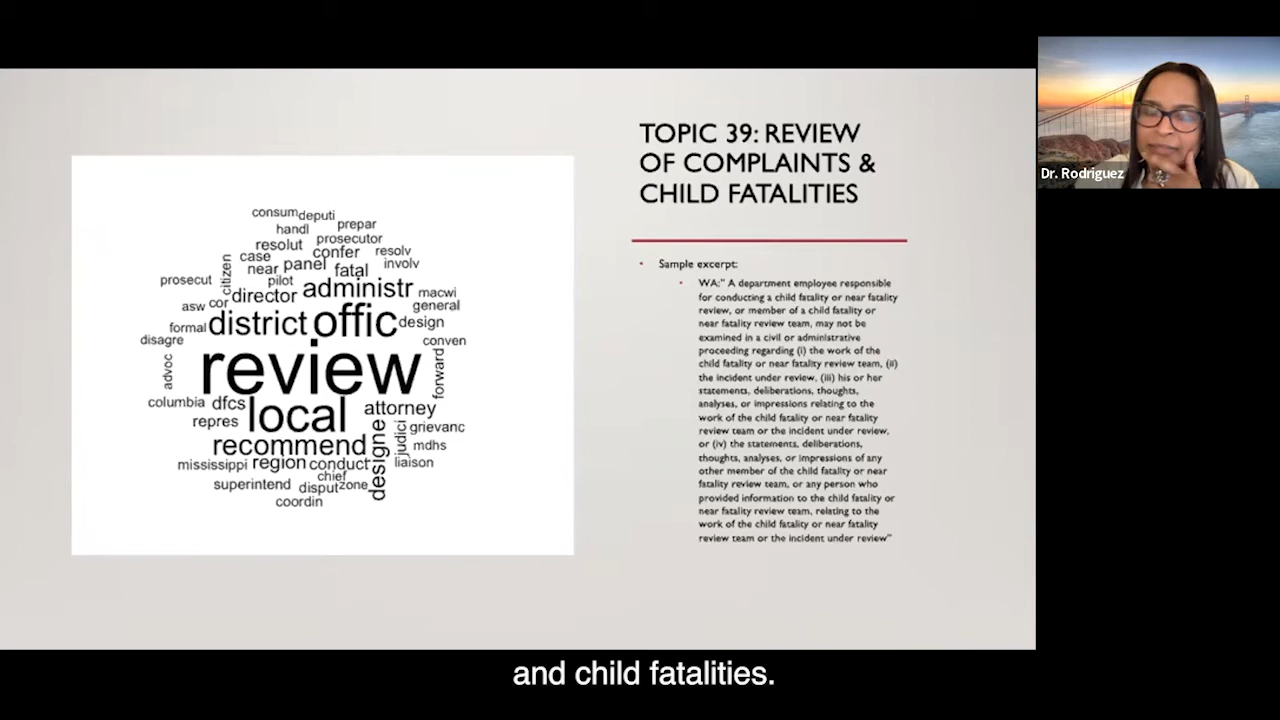 TOPIC 39: REVIEW
OF COMPLAINTS &
CHILD FATALITIES
• Sample excerpt:
• WA:" A department employee responsible
for conducting a child fatality or near fatality
review, or member of a child fatality or
near fatality review team, may not be
examined in a civil or administrative
proceeding regarding (i) the work of the
child fatality or near fatality review team, (ii)
the incident under review, (iii) his or her
statements, deliberations, thoughts,
analyses, or impressions relating to the
work of the child fatality or near fatality
review team or the incident under review,
or (iv) the statements, deliberations,
thoughts, analyses, or impressions of any
other member of the child fatality or near
fatality review team, or any person who
provided information to the child fatality or
near fatality review team, relating to the
work of the child fatality or near fatality
review team or the incident under review"
consum deputi
handl prepar
resolut prosecutor
case confer resolv
citizen near panel fatal involv
prosecut pilot
asw cor director administr macwi
general
formal district offic design
disagre conven
advoc review forward
columbia dfcs local attorney
repres judici grievanc
recommend designe mdhs
mississippi region conduct liaison
chief
superintend disput zone
coordin
Dr. Rodriguez
and child fatalities.